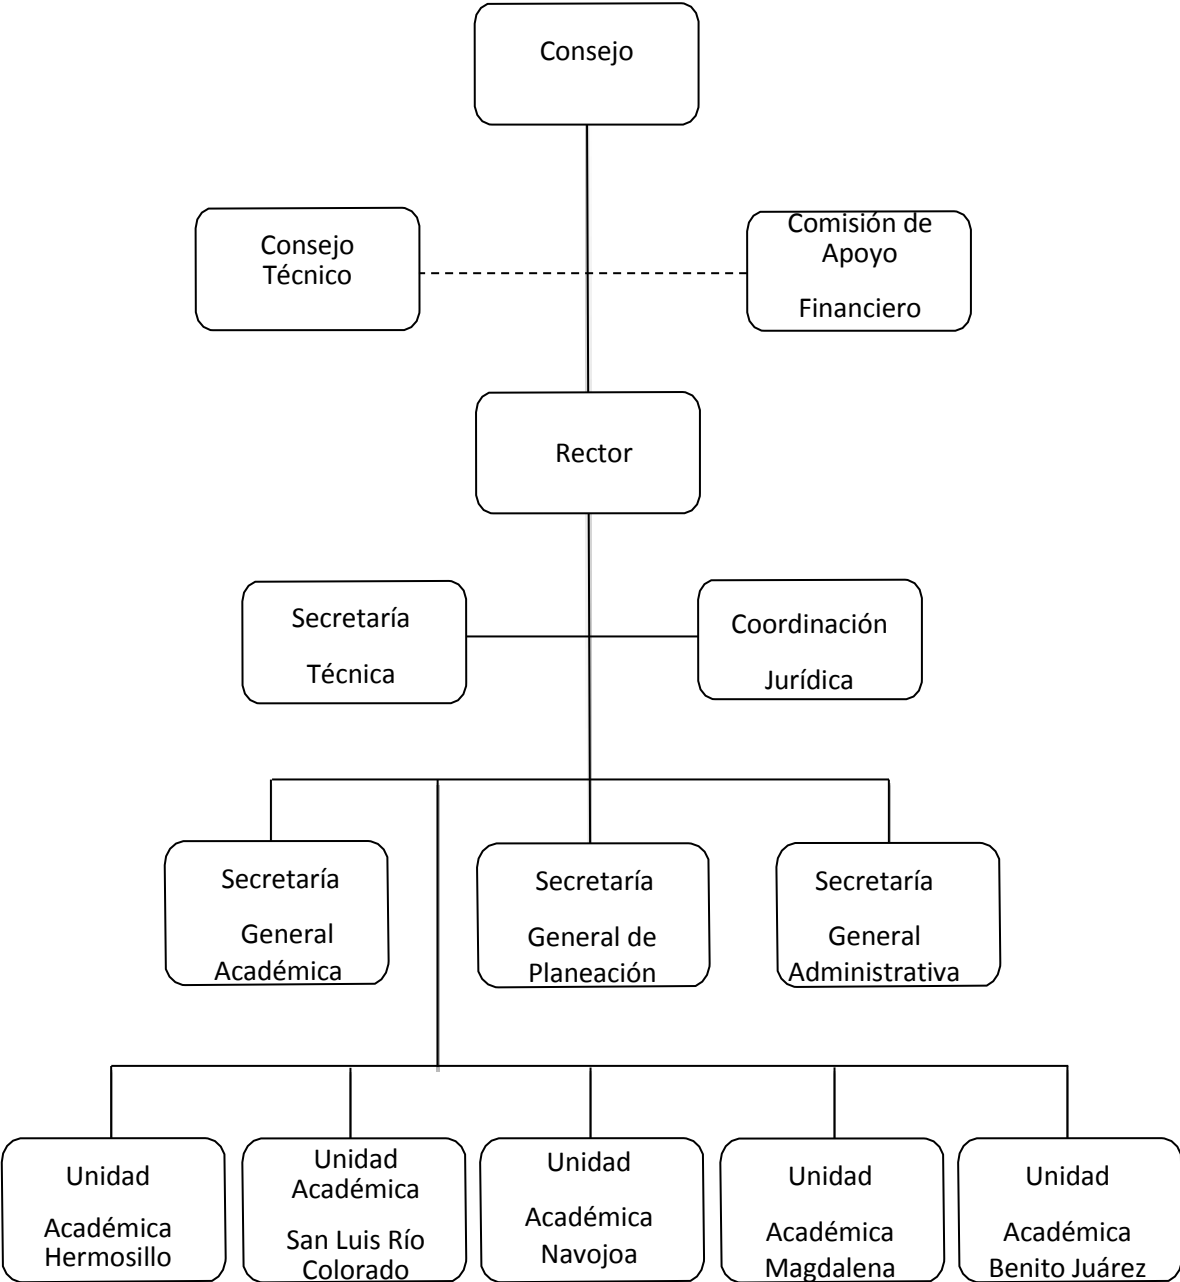 Consejo
Consejo
Técnico
Comisión de
Apoyo
Financiero
Rector
Secretaría
Técnica
Coordinación
Jurídica
Secretaría
General
Académica
Secretaría
General de
Planeación
Secretaría
General
Administrativa
Unidad
Académica
Hermosillo
Unidad
Académica
San Luis Río
Colorado
Unidad
Académica
Navojoa
Unidad
Académica
Magdalena
Unidad
Académica
Benito Juárez